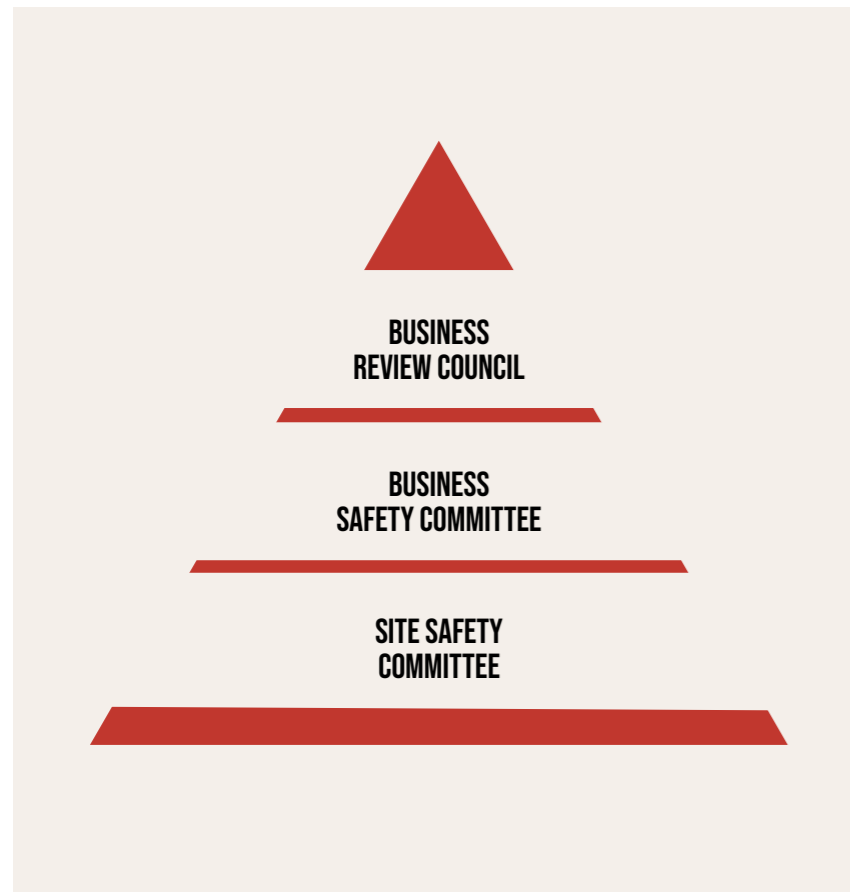 BUSINESS
REVIEW COUNCIL
BUSINESS
SAFETY COMMITTEE
SITE SAFETY
COMMITTEE